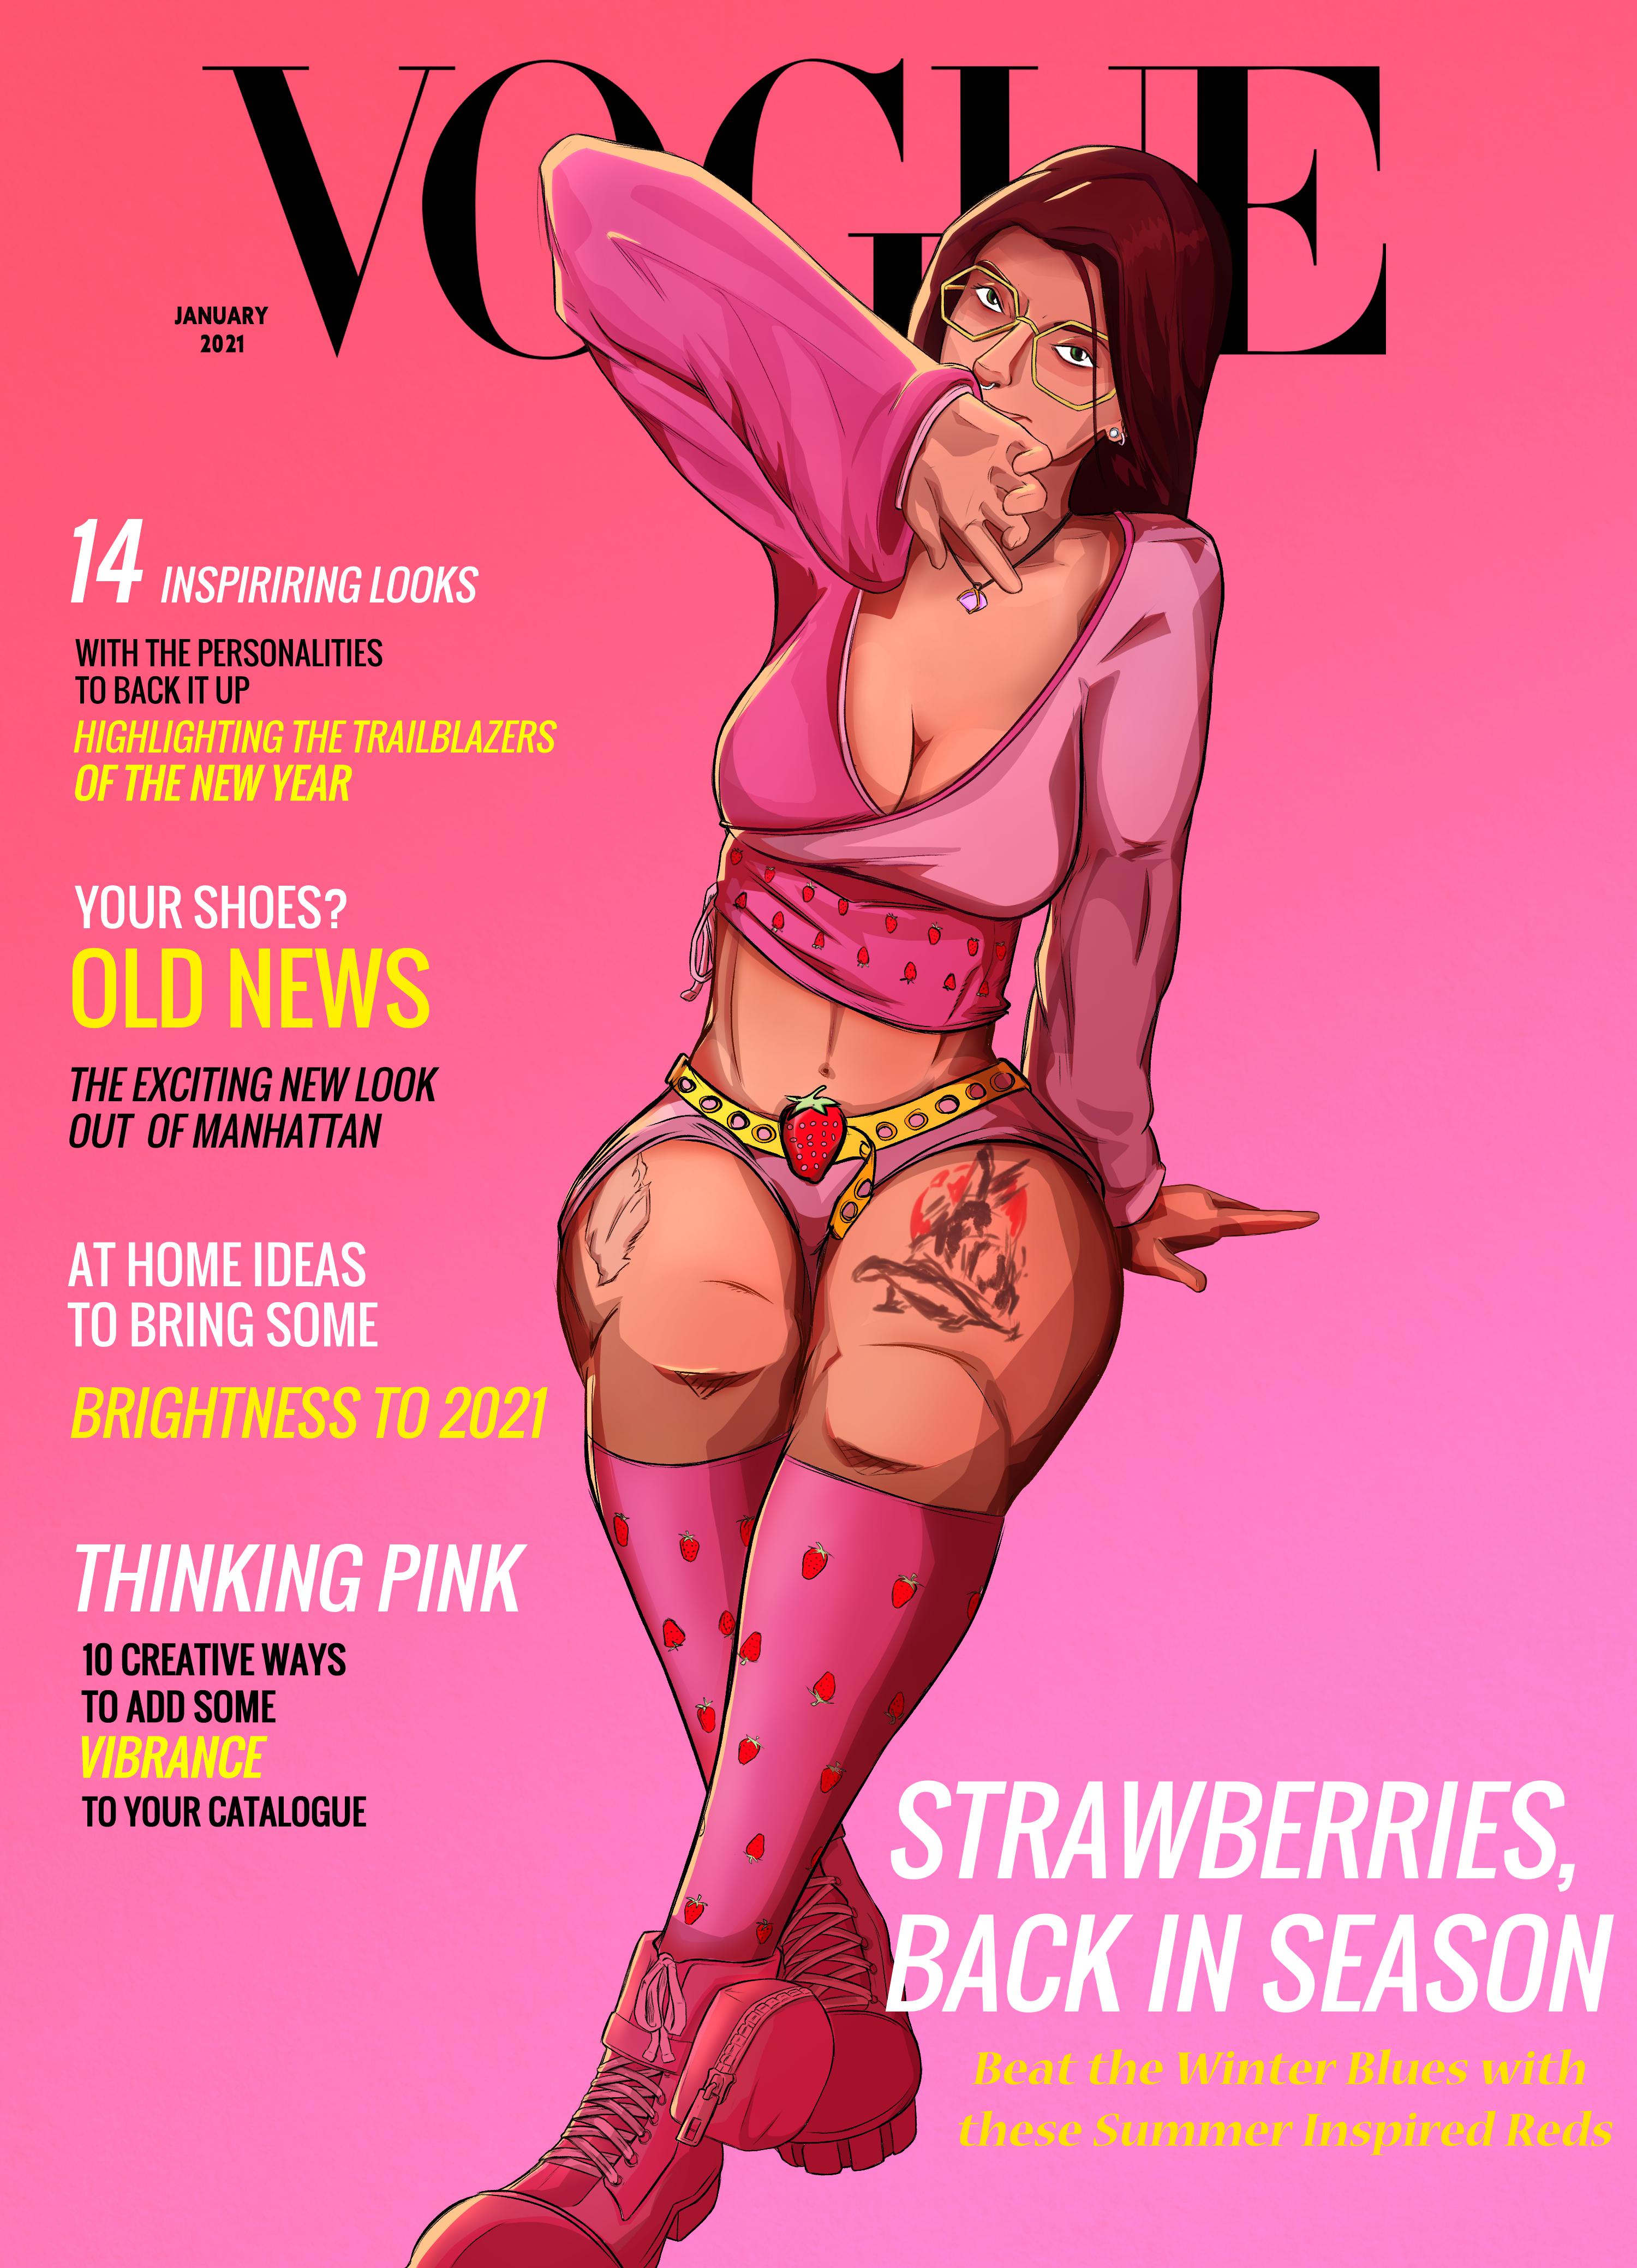 VOGUE
JANUARY
2021
14 INSPIRIRING LOOKS
WITH THE PERSONALITIES
TO BACK IT UP
HIGHLIGHTING THE TRAILBLAZERS
OF THE NEW YEAR
YOUR SHOES?
OLD NEWS
THE EXCITING NEW LOOK
OUT OF MANHATTAN
AT HOME IDEAS
TO BRING SOME
BRIGHTNESS TO 2021
THINKING PINK
10 CREATIVE WAYS
TO ADD SOME
VIBRANCE
TO YOUR CATALOGUE
STRAWBERRIES,
BACK IN SEASON
Beat the Winter Blues with
these Summer Inspired Reds